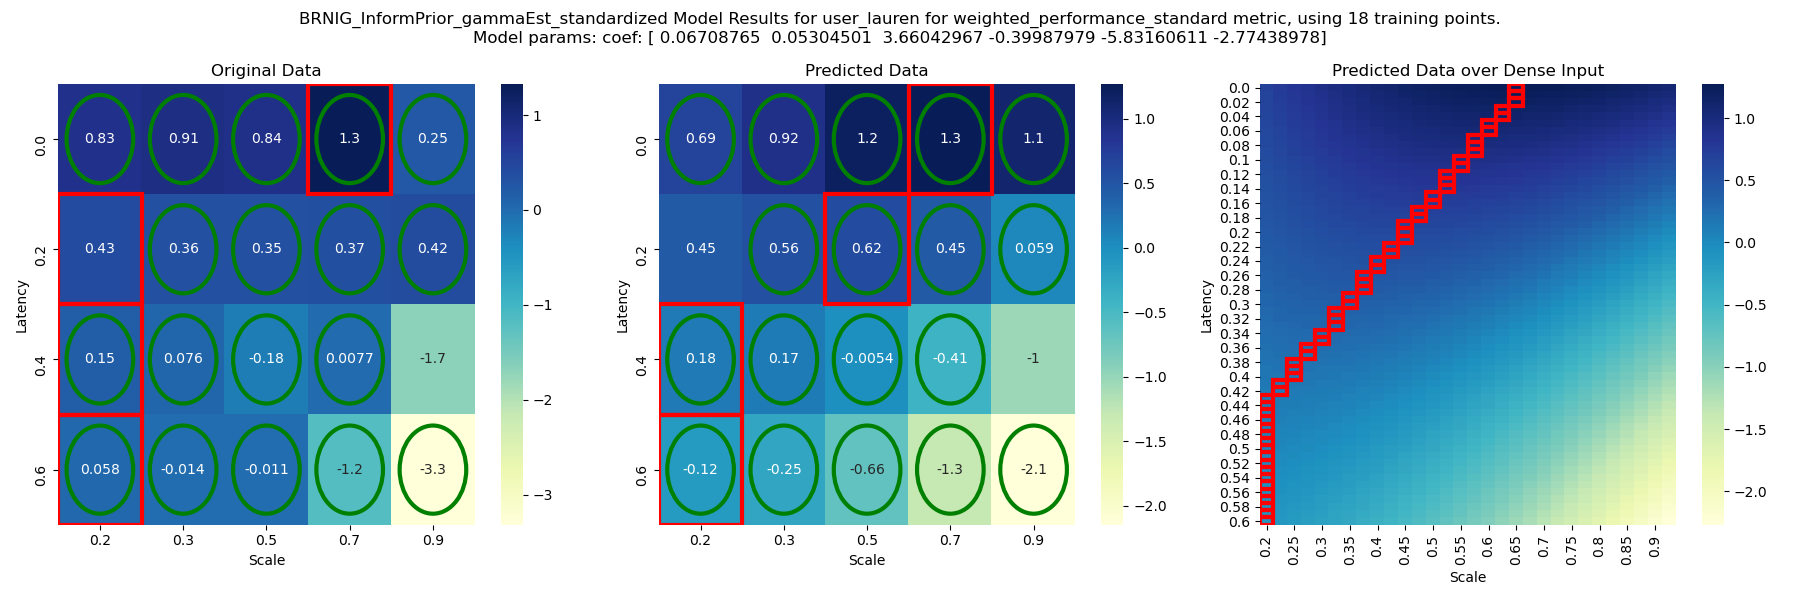 BRNIG_InformPrior_gammaEst_standardized Model Results for user_lauren for weighted_performance_standard metric, using 18 training points.
Model params: coef: [ 0.06708765  0.05304501  3.66042967 -0.39987979 -5.83160611 -2.77438978]
Original Data
0.83 0.91 0.84 1.3 0.25
0.43 0.36 0.35 0.37 0.42
0.15 0.076 -0.18 0.0077 -1.7
0.058 -0.014 -0.011 -1.2 -3.3
0.0
0.2
0.4
0.6
Latency
0.2 0.3 0.5 0.7 0.9
Scale
1
0
−1
−2
−3
Predicted Data
0.69 0.92 1.2 1.3 1.1
0.45 0.56 0.62 0.45 0.059
0.18 0.17 -0.0054 -0.41 -1
-0.12 -0.25 -0.66 -1.3 -2.1
0.0
0.2
0.4
0.6
Latency
0.2 0.3 0.5 0.7 0.9
Scale
1.0
0.5
0.0
−0.5
−1.0
−1.5
−2.0
Predicted Data over Dense Input
0.0
0.02
0.04
0.06
0.08
0.1
0.12
0.14
0.16
0.18
0.2
0.22
0.24
0.26
0.28
0.3
0.32
0.34
0.36
0.38
0.4
0.42
0.44
0.46
0.48
0.5
0.52
0.54
0.56
0.58
0.6
Latency
0.2 0.25 0.3 0.35 0.4 0.45 0.5 0.55 0.6 0.65 0.7 0.75 0.8 0.85 0.9
Scale
1.0
0.5
0.0
−0.5
−1.0
−1.5
−2.0